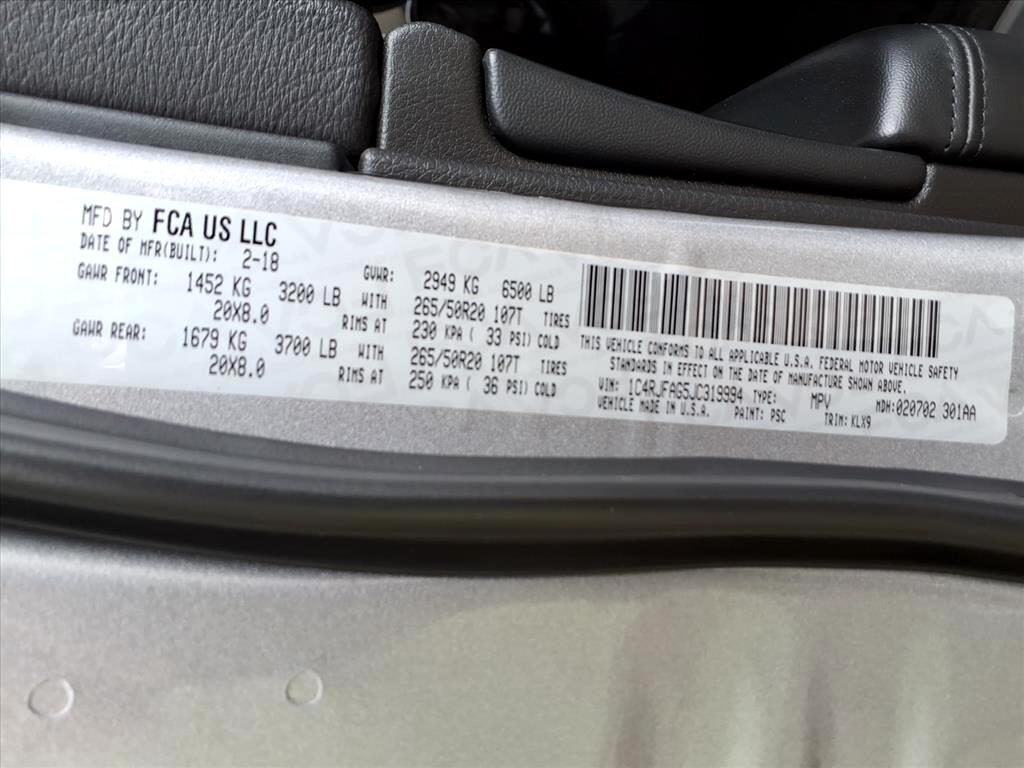 MFD BY FCA US LLC
DATE OF MFR(BUILT): 2-18 GVWR: 2949 KG 6500 LB
GAWR FRONT: 1452 KG 3200 LB WITH 265/50R20 107T TIRES
20X8.0 RIMS AT 230 KPA ( 33 PSI) COLD
GAWR REAR: 1679 KG 3700 LB WITH 265/50R20 107T TIRES
20X8.0 RIMS AT 250 KPA ( 36 PSI) COLD
THIS VEHICLE CONFORMS TO ALL APPLICABLE U.S.A. FEDERAL MOTOR VEHICLE SAFETY
STANDARDS IN EFFECT ON THE DATE OF MANUFACTURE SHOWN ABOVE.
VIN: 1C4RJFAG5JC319994 TYPE: MPV MDH:020702 301AA
VEHICLE MADE IN U.S.A. PAINT: PSC TRIM: KLX9